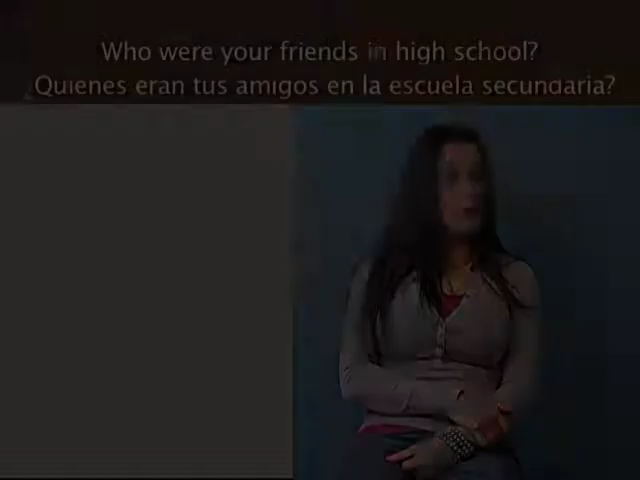 Who were your friends in high school?
¿Quienes eran tus amigos en la escuela secundaria?